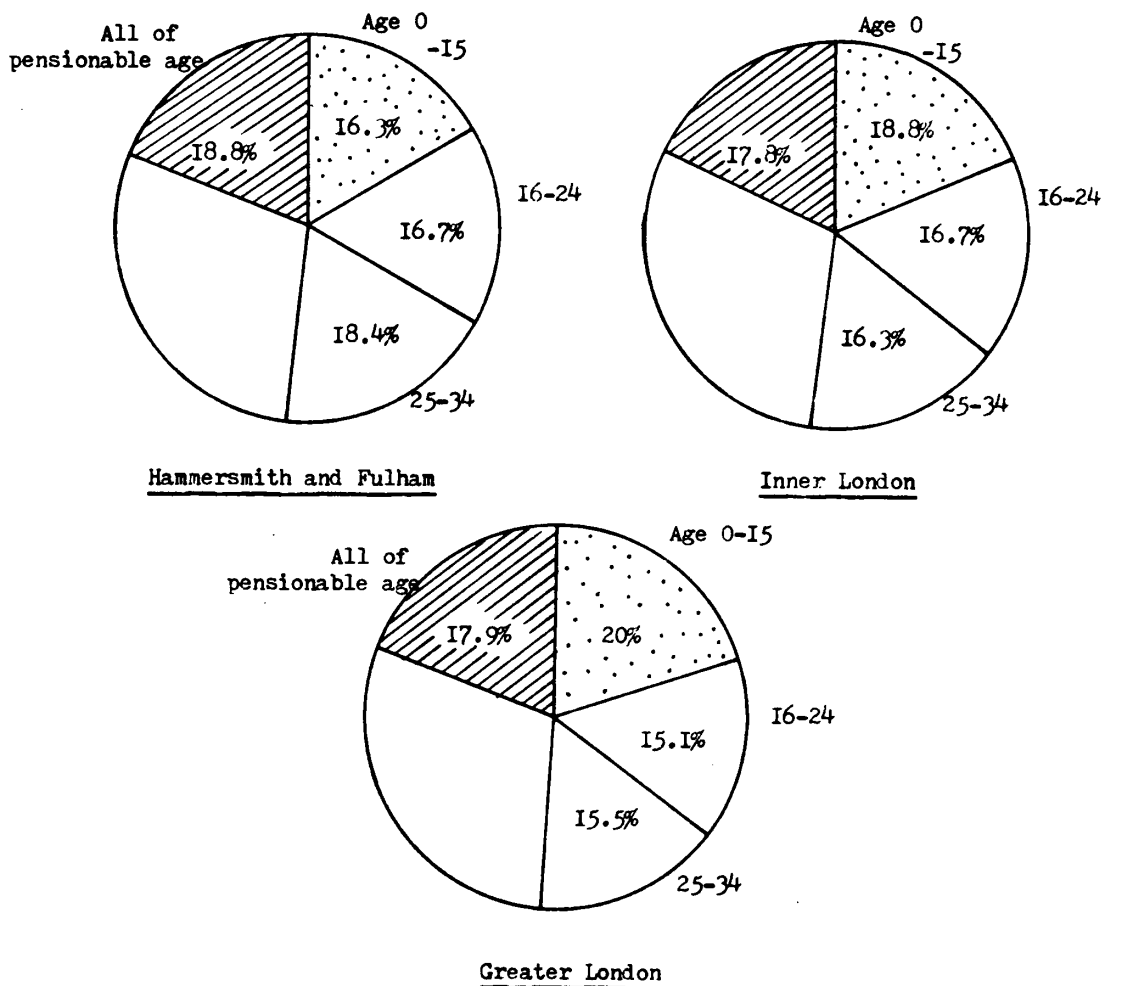 All of
pensionable age
Age 0
-15
16.3%
18.8%
16-24
16.7%
18.4%
25-34
Hammersmith and Fulham
Age 0
-15
18.8%
17.8%
16-24
16.7%
16.3%
25-34
Inner London
All of
pensionable age
Age 0-15
17.9%
20%
16-24
15.1%
15.5%
25-34
Greater London